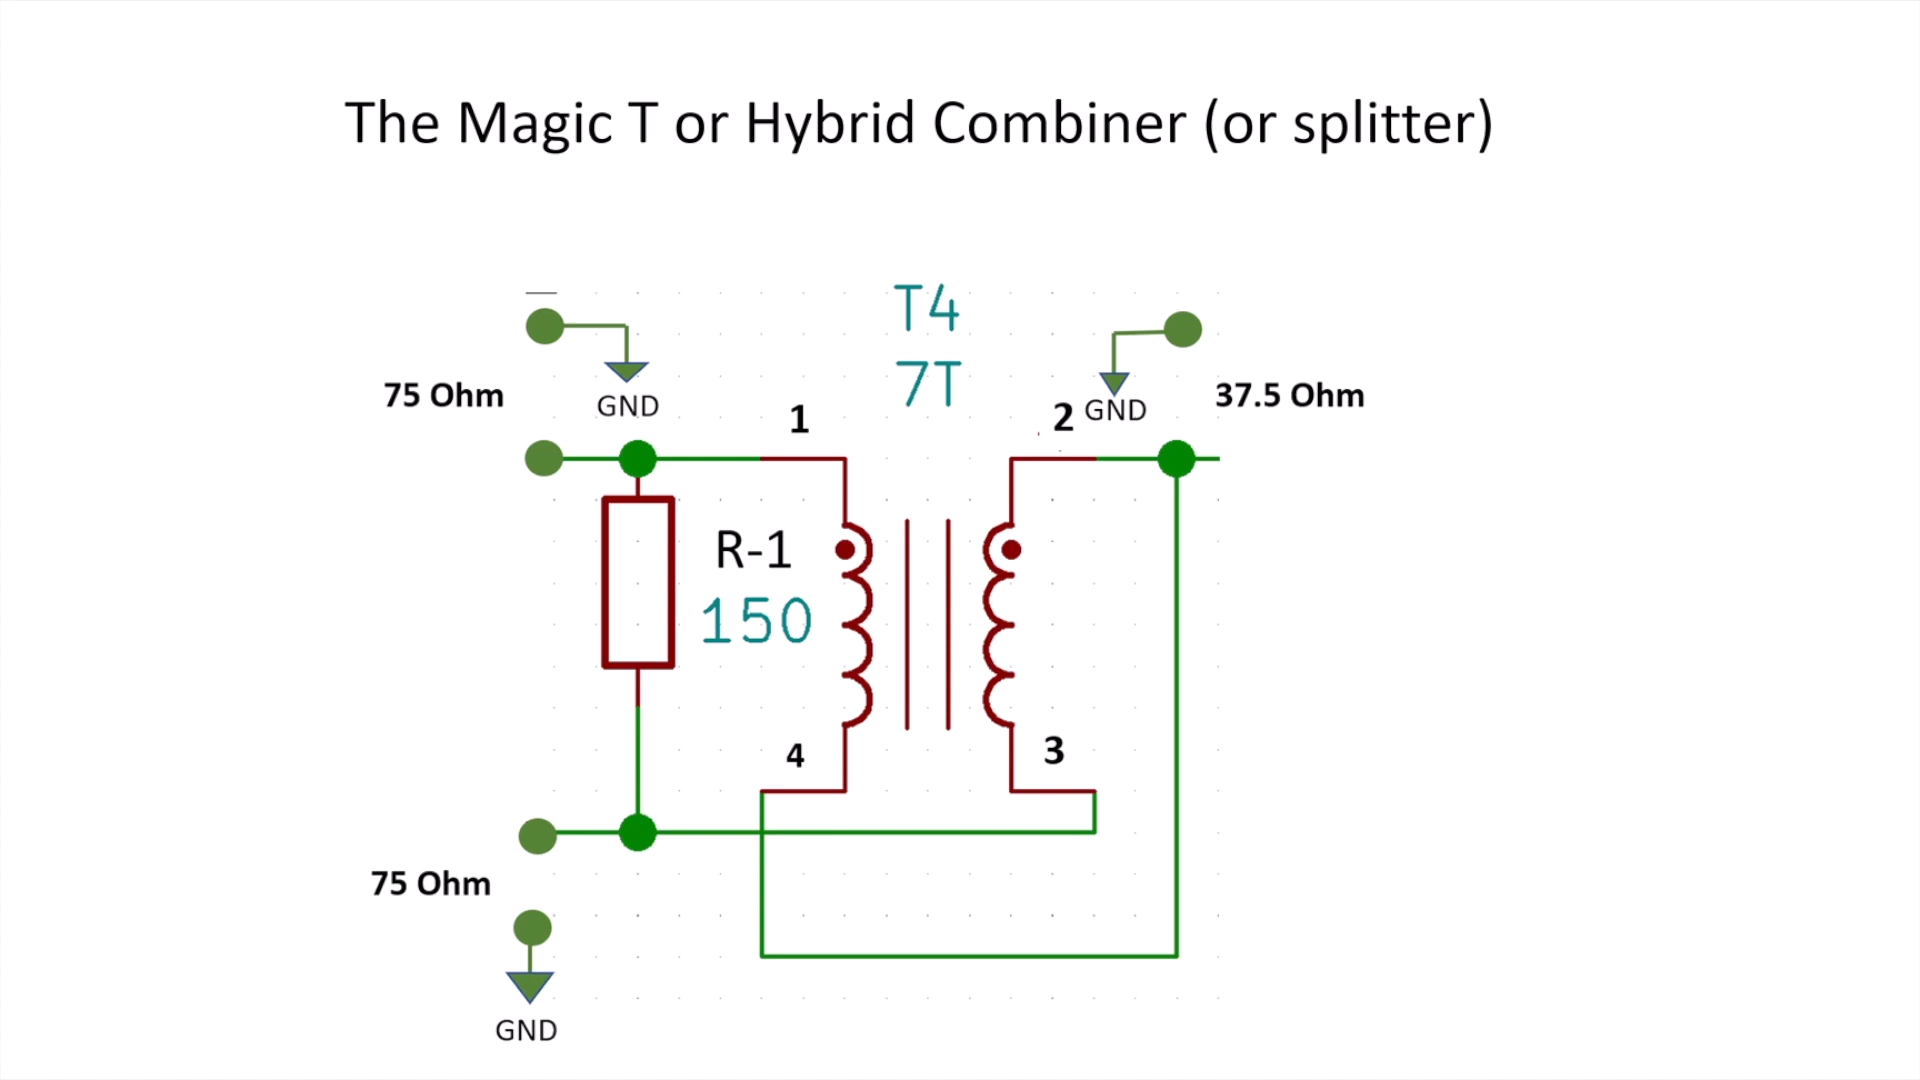 The Magic T or Hybrid Combiner (or splitter)
T4
7T
75 Ohm
GND
1
2
GND
37.5 Ohm
R-1
150
4
3
75 Ohm
GND